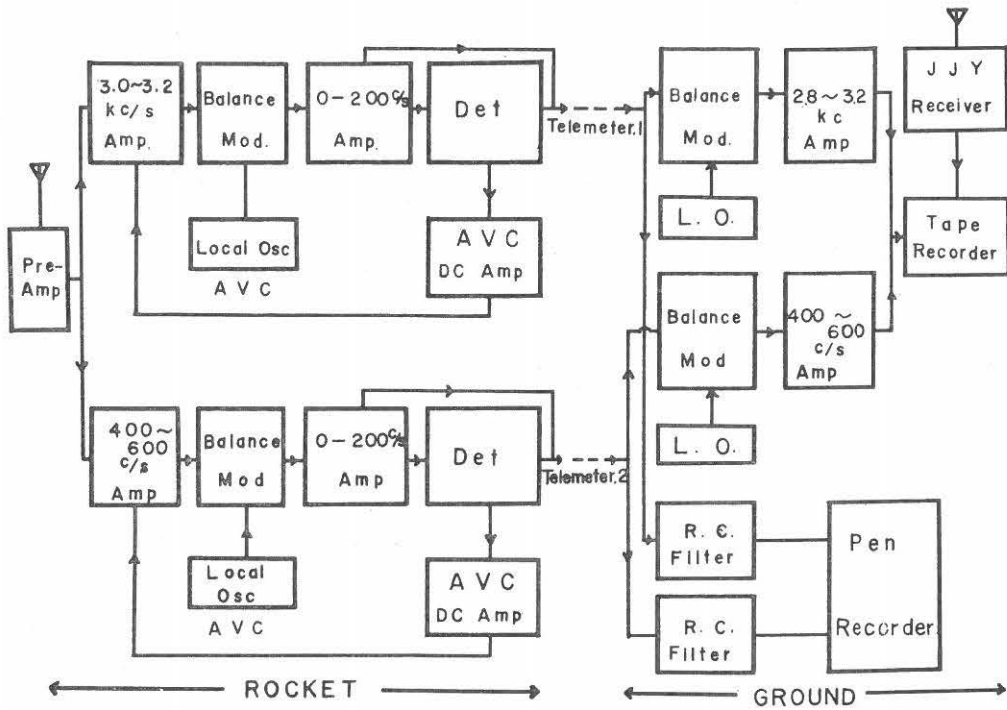 Pre-
Amp
3.0~3.2
kc/s
Amp.
Balance
Mod.
0-200c/s
Amp.
Det
Local Osc
A V C
A V C
DC Amp
Telemeter.1
400~
600
c/s
Amp
Balance
Mod
0-200c/s
Amp
Det
Local
Osc
A V C
A V C
DC Amp
Telemeter.2
ROCKET
Balance
Mod.
2.8~3.2
kc
Amp
L. O.
J J Y
Receiver
Tape
Recorder
Balance
Mod
400~
600
c/s
Amp
L. O.
R. C.
Filter
R. C.
Filter
Pen
Recorder.
GROUND